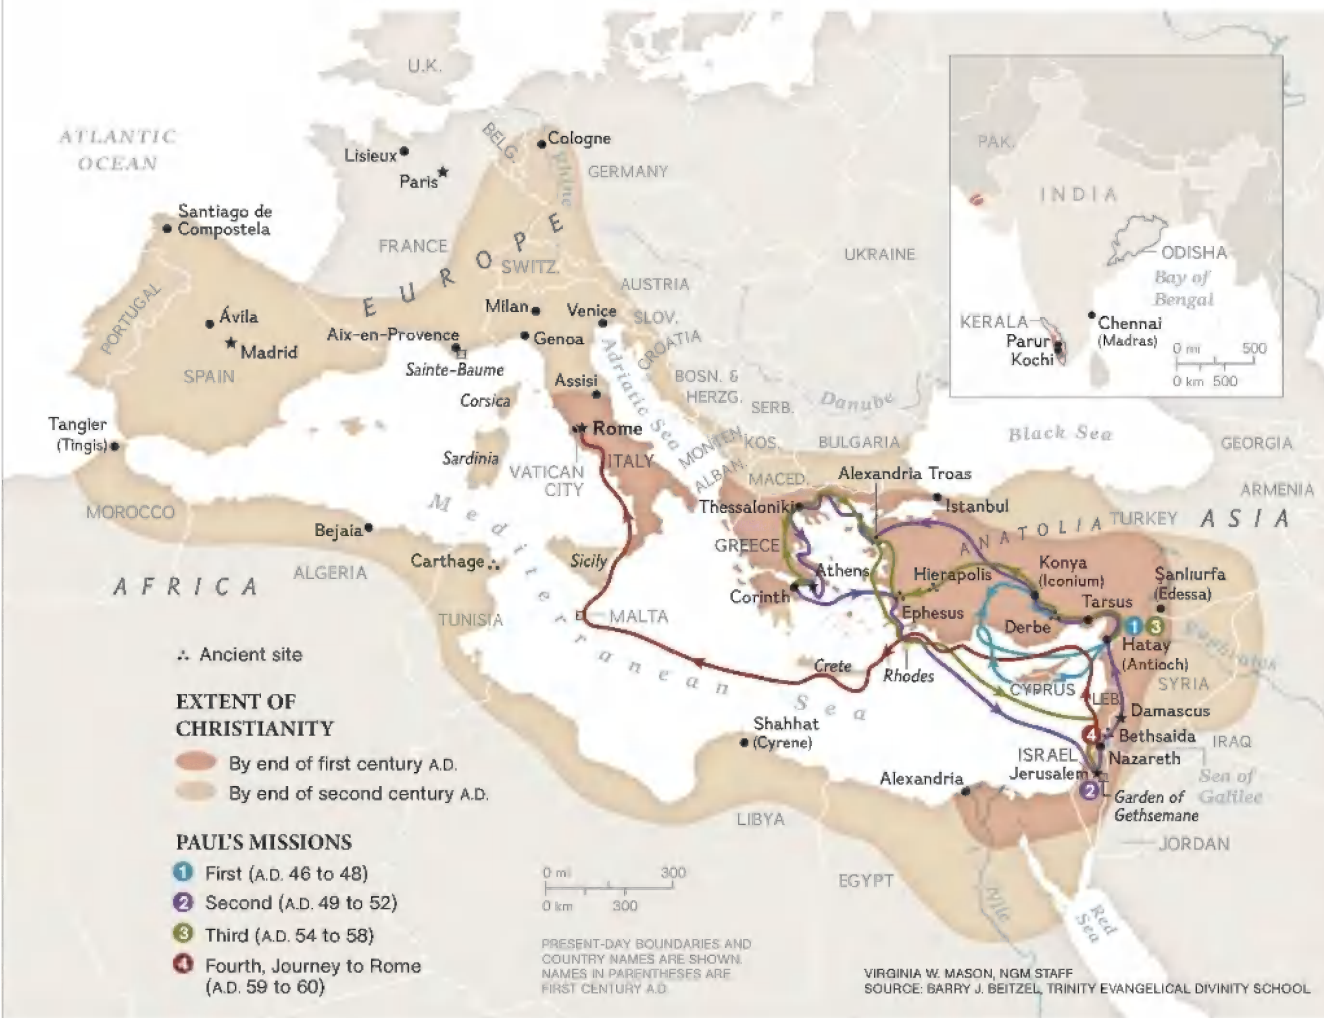 U.K.
ATLANTIC
OCEAN
BELG.
Cologne
Lisieux
Paris
Rhine
GERMANY
Santiago de
Compostela
FRANCE
EUROPE
SWITZ.
UKRAINE
AUSTRIA
PORTUGAL
Ávila
Madrid
SPAIN
Milan
Venice
SLOV.
CROATIA
Aix-en-Provence
Genoa
Sainte-Baume
Adriatic Sea
BOSN. &
HERZG.
Assisi
Corsica
SERB.
Danube
Tangier
(Tingis)
Rome
Sardinia
VATICAN
CITY
ITALY
MONTEN.
KOS.
BULGARIA
Black Sea
GEORGIA
ALBAN.
MACED.
Alexandria Troas
ARMENIA
MOROCCO
Mediterranean Sea
Thessaloniki
Istanbul
ANATOLIA
TURKEY
ASIA
Bejaia
GREECE
Carthage
Sicily
AFRICA
ALGERIA
Athens
Hierapolis
Konya
(Iconium)
Şanlıurfa
(Edessa)
Corinth
Ephesus
Tarsus
TUNISIA
MALTA
Derbe
1
3
Euphrates
Hatay
(Antioch)
Crete
Rhodes
CYPRUS
LEB.
SYRIA
Damascus
Shahhat
(Cyrene)
4
Bethsaida
IRAQ
ISRAEL
Nazareth
Alexandria
Jerusalem
Sea of
Galilee
2
Garden of
Gethsemane
LIBYA
JORDAN
EGYPT
Nile
Red
Sea
PAK.
INDIA
ODISHA
Bay of
Bengal
KERALA
Parur
Kochi
Chennai
(Madras)
0 mi 500
0 km 500
Ancient site
EXTENT OF
CHRISTIANITY
By end of first century A.D.
By end of second century A.D.
PAUL'S MISSIONS
1 First (A.D. 46 to 48)
2 Second (A.D. 49 to 52)
3 Third (A.D. 54 to 58)
4 Fourth, Journey to Rome
(A.D. 59 to 60)
0 mi 300
0 km 300
PRESENT-DAY BOUNDARIES AND
COUNTRY NAMES ARE SHOWN.
NAMES IN PARENTHESES ARE
FIRST CENTURY A.D.
VIRGINIA W. MASON, NGM STAFF
SOURCE: BARRY J. BEITZEL, TRINITY EVANGELICAL DIVINITY SCHOOL